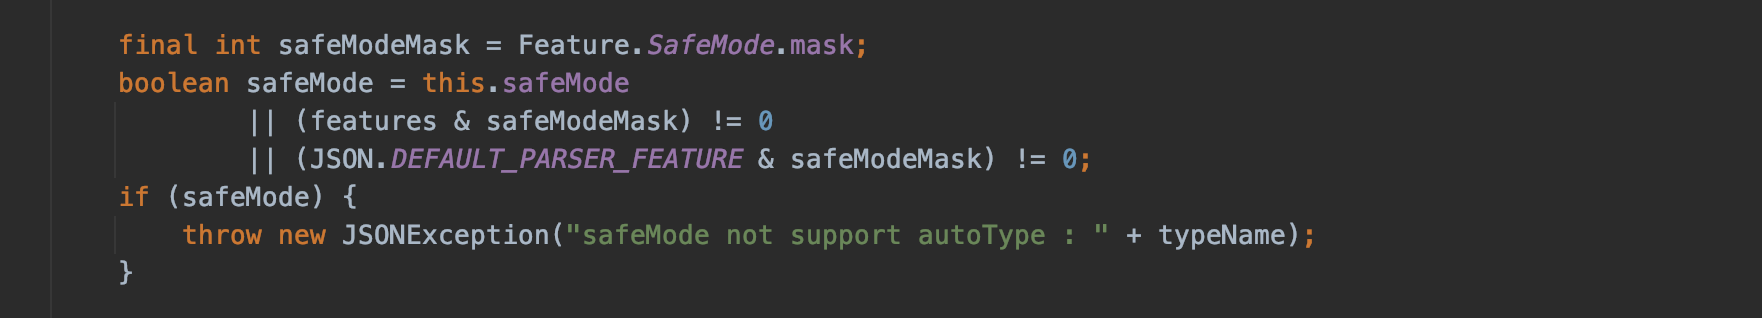 final int safeModeMask = Feature.SafeMode.mask;
boolean safeMode = this.safeMode
|| (features & safeModeMask) != 0
|| (JSON.DEFAULT_PARSER_FEATURE & safeModeMask) != 0;
if (safeMode) {
throw new JSONException("safeMode not support autoType : " + typeName);
}